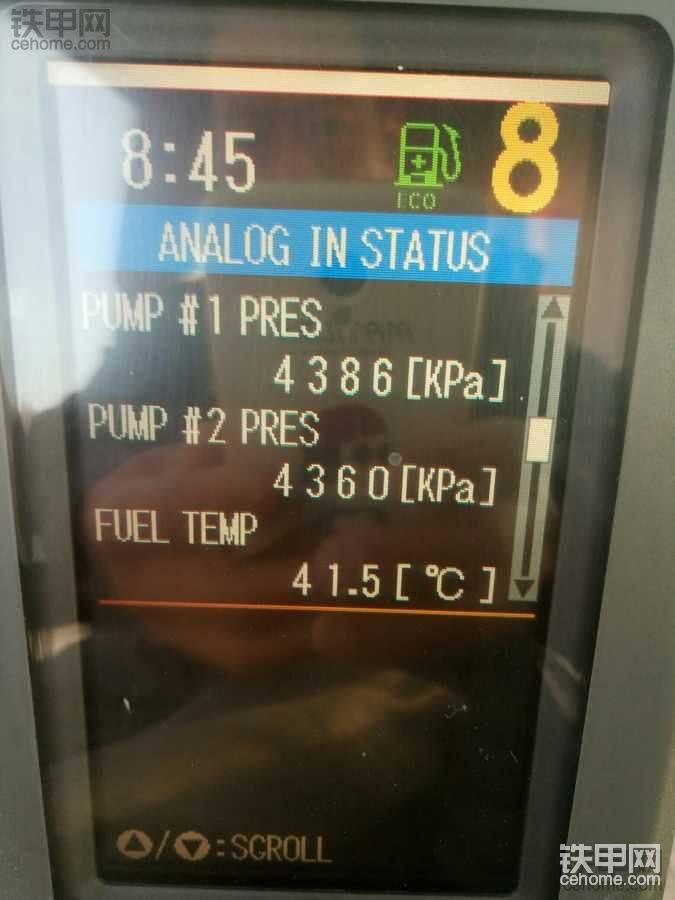 铁甲网
cehome.com
8:45
ECO
8
ANALOG IN STATUS
PUMP #1 PRES
4386[KPa]
PUMP #2 PRES
4360[KPa]
FUEL TEMP
41.5[℃]
/ :SCROLL
铁甲网
cehome.com